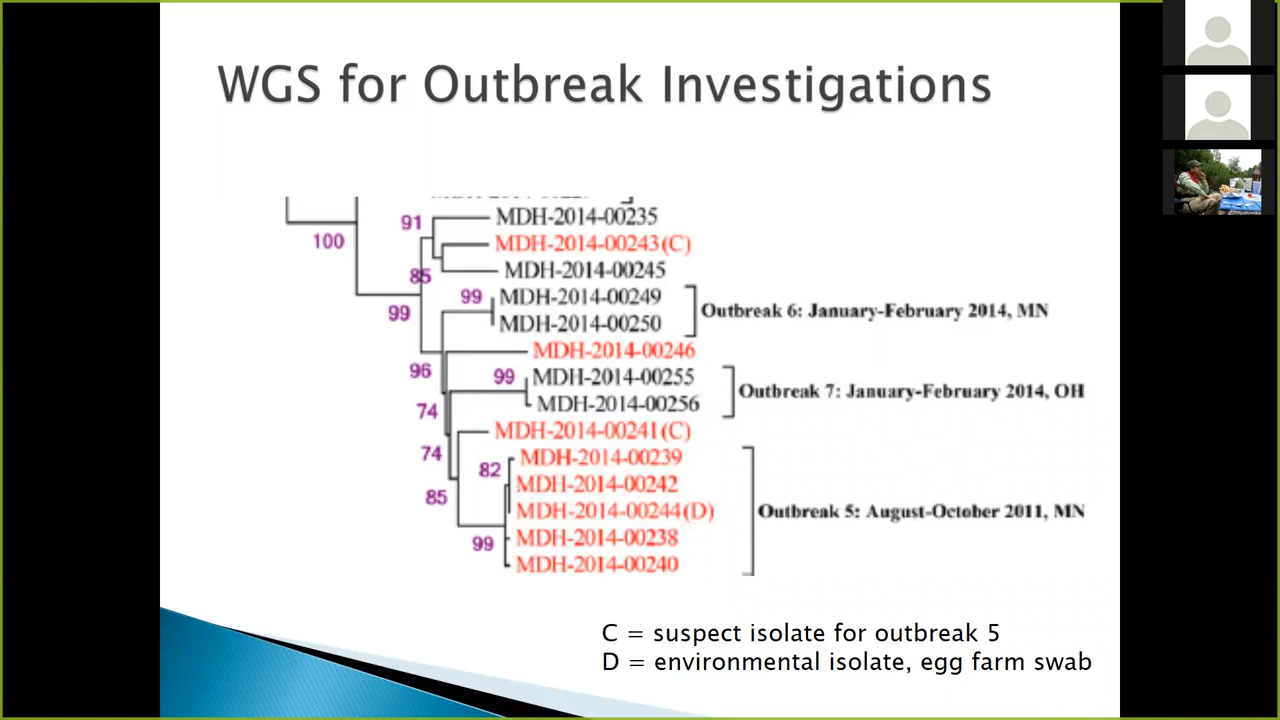 WGS for Outbreak Investigations
91
MDH-2014-00235
100
MDH-2014-00243(C)
85
MDH-2014-00245
99
99
MDH-2014-00249
Outbreak 6: January-February 2014, MN
MDH-2014-00250
MDH-2014-00246
96
99
MDH-2014-00255
Outbreak 7: January-February 2014, OH
74
MDH-2014-00256
MDH-2014-00241(C)
74
82
MDH-2014-00239
MDH-2014-00242
85
MDH-2014-00244(D)
Outbreak 5: August-October 2011, MN
99
MDH-2014-00238
MDH-2014-00240
C = suspect isolate for outbreak 5
D = environmental isolate, egg farm swab